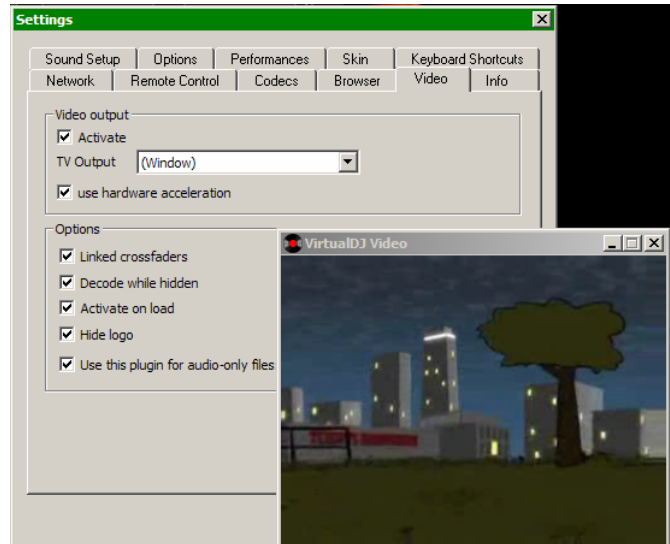 Settings
Sound Setup Options Performances Skin Keyboard Shortcuts
Network Remote Control Codecs Browser Video Info
Video output
Activate
TV Output (Window)
use hardware acceleration
Options
Linked crossfaders
Decode while hidden
Activate on load
Hide logo
Use this plugin for audio-only files
VirtualDJ Video